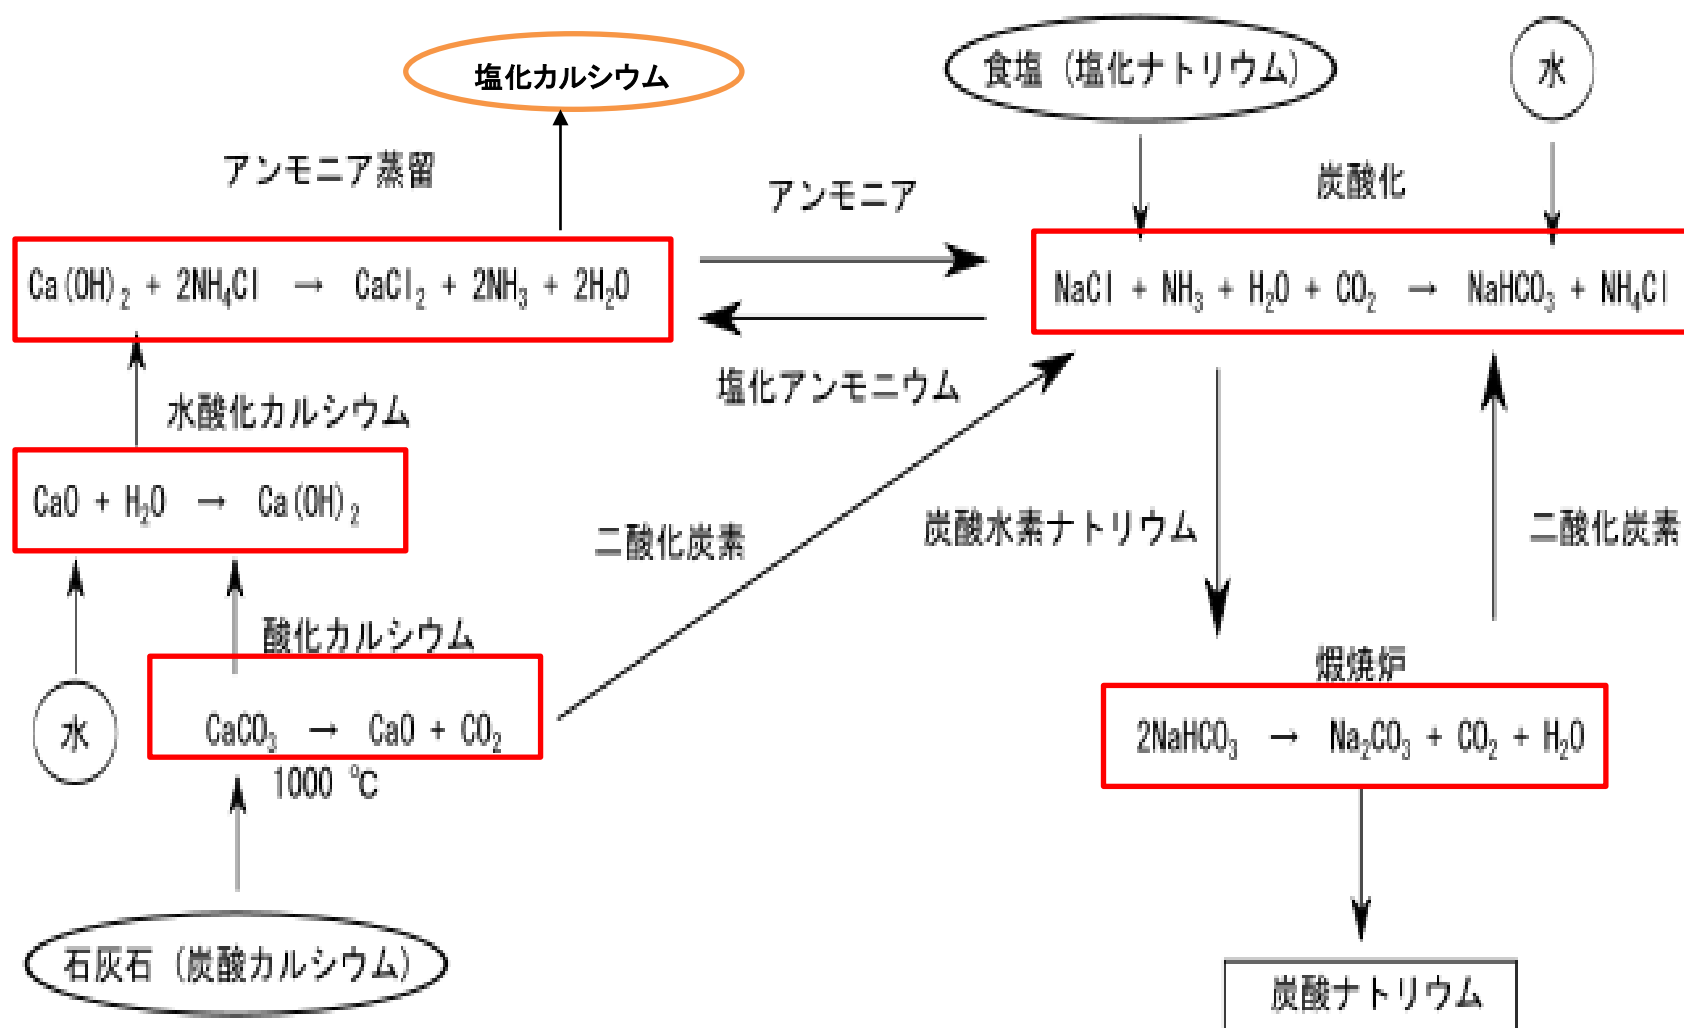 塩化カルシウム
食塩 (塩化ナトリウム)
水
アンモニア蒸留
アンモニア
炭酸化
Ca(OH)₂ + 2NH₄Cl → CaCl₂ + 2NH₃ + 2H₂O
NaCl + NH₃ + H₂O + CO₂ → NaHCO₃ + NH₄Cl
塩化アンモニウム
水酸化カルシウム
CaO + H₂O → Ca(OH)₂
二酸化炭素
炭酸水素ナトリウム
二酸化炭素
酸化カルシウム
煆焼炉
水
CaCO₃ → CaO + CO₂
2NaHCO₃ → Na₂CO₃ + CO₂ + H₂O
1000 ℃
石灰石 (炭酸カルシウム)
炭酸ナトリウム